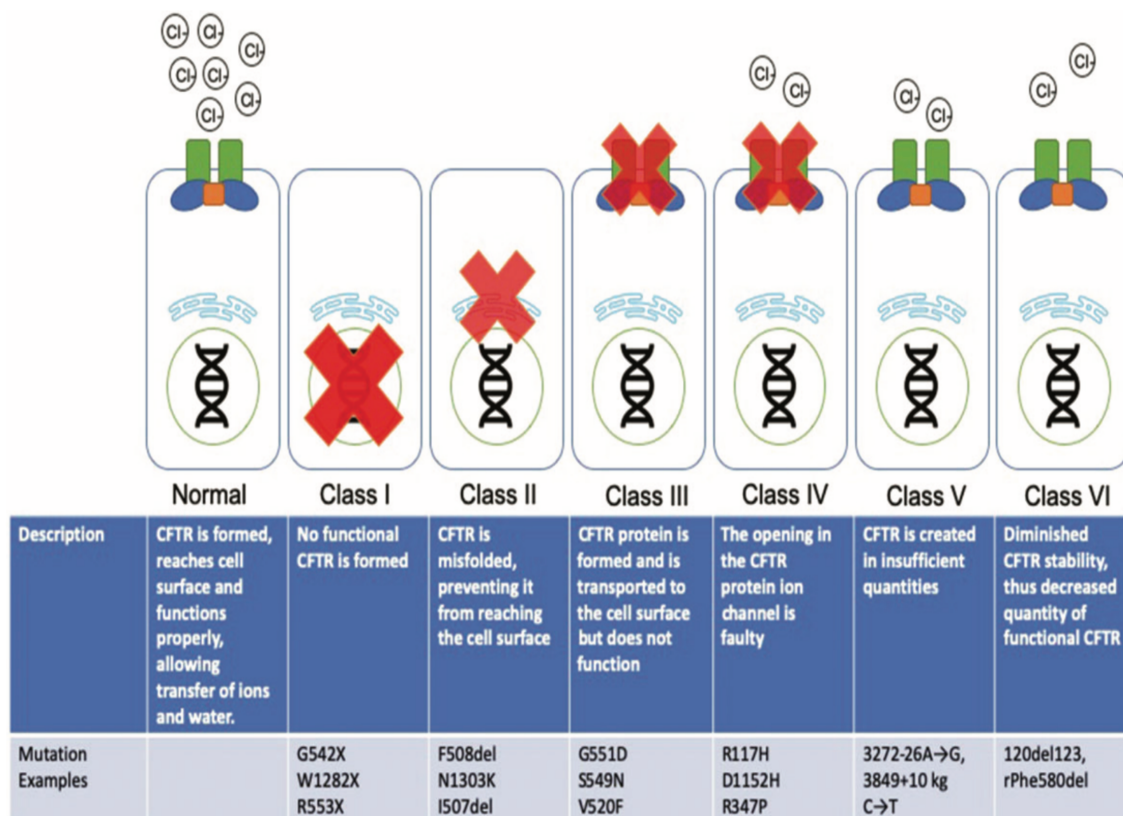 Cl- Cl- Cl-
Cl- Cl- Cl-
Cl-
Cl-
Cl-
Cl-
Cl-
Cl-
Cl-
Normal
Class I
Class II
Class III
Class IV
Class V
Class VI
Description
CFTR is formed,
reaches cell
surface and
functions
properly,
allowing
transfer of ions
and water.
No functional
CFTR is formed
CFTR is
misfolded,
preventing it
from reaching
the cell surface
CFTR protein is
formed and is
transported to
the cell surface
but does not
function
The opening in
the CFTR
protein ion
channel is
faulty
CFTR is created
in insufficient
quantities
Diminished
CFTR stability,
thus decreased
quantity of
functional CFTR
Mutation
Examples
G542X
W1282X
R553X
F508del
N1303K
I507del
G551D
S549N
V520F
R117H
D1152H
R347P
3272-26A→G,
3849+10 kg
C→T
120del123,
rPhe580del